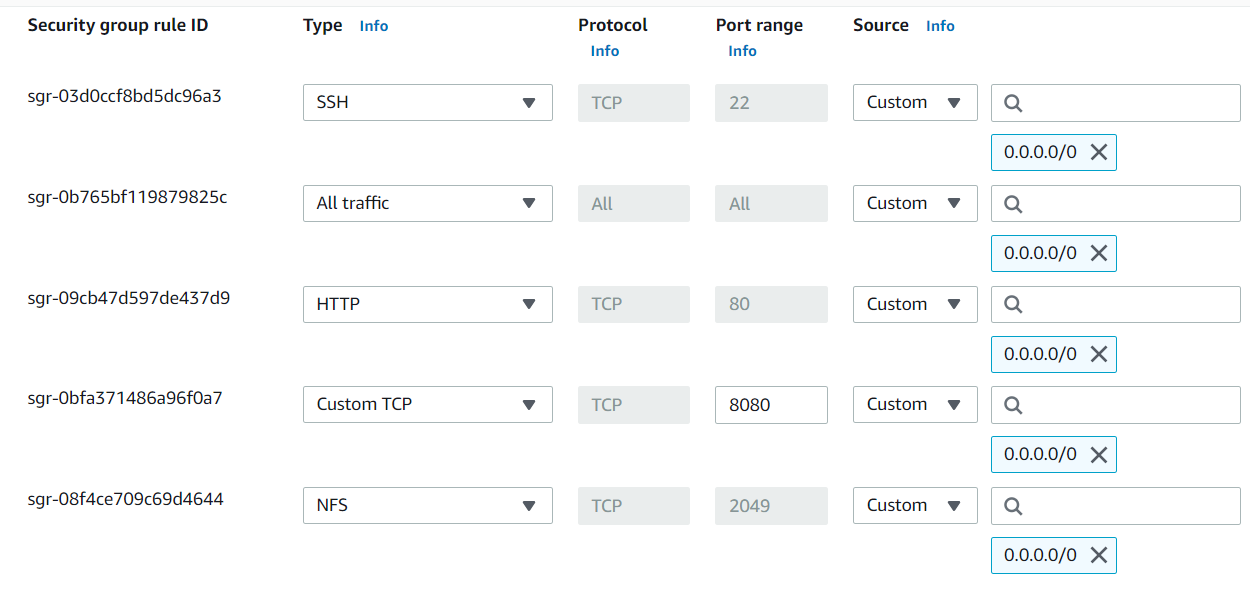 Security group rule ID Type Info Protocol Info Port range Info Source Info
sgr-03d0ccf8bd5dc96a3 SSH TCP 22 Custom
0.0.0.0/0
sgr-0b765bf119879825c All traffic All All Custom
0.0.0.0/0
sgr-09cb47d597de437d9 HTTP TCP 80 Custom
0.0.0.0/0
sgr-0bfa371486a96f0a7 Custom TCP TCP 8080 Custom
0.0.0.0/0
sgr-08f4ce709c69d4644 NFS TCP 2049 Custom
0.0.0.0/0